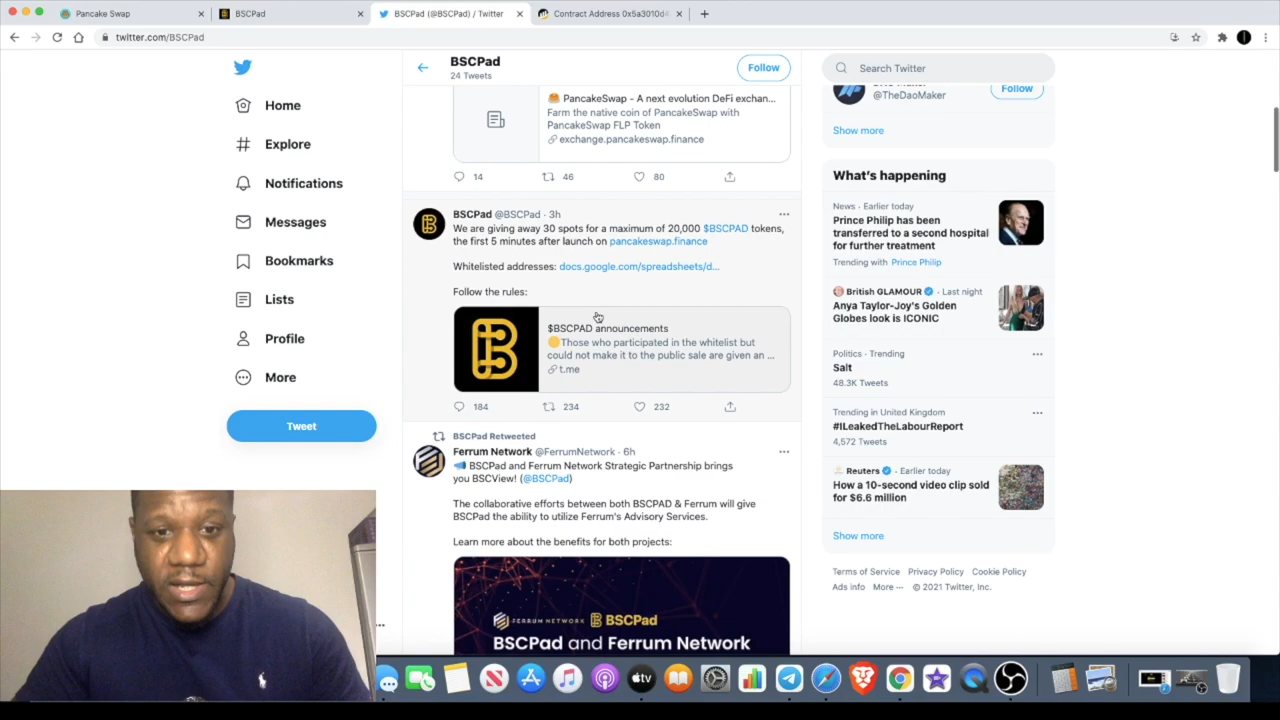 Pancake Swap
BSCPad
BSCPad (@BSCPad) / Twitter
Contract Address 0x5a3010d4
twitter.com/BSCPad
BSCPad
24 Tweets
Follow
Search Twitter
Home
Explore
Notifications
Messages
Bookmarks
Lists
Profile
More
Tweet
PancakeSwap - A next evolution DeFi exchan...
Farm the native coin of PancakeSwap with
PancakeSwap FLP Token
exchange.pancakeswap.finance
14
46
80
BSCPad @BSCPad · 3h
We are giving away 30 spots for a maximum of 20,000 $BSCPAD tokens,
the first 5 minutes after launch on pancakeswap.finance
Whitelisted addresses: docs.google.com/spreadsheets/d...
Follow the rules:
$BSCPAD announcements
Those who participated in the whitelist but
could not make it to the public sale are given an ...
t.me
184
234
232
BSCPad Retweeted
Ferrum Network @FerrumNetwork · 6h
BSCPad and Ferrum Network Strategic Partnership brings
you BSCView! (@BSCPad)
The collaborative efforts between both BSCPAD & Ferrum will give
BSCPad the ability to utilize Ferrum's Advisory Services.
Learn more about the benefits for both projects:
FERRUM NETWORK BSCPad
BSCPad and Ferrum Network
@TheDaoMaker
Follow
Show more
What's happening
News · Earlier today
Prince Philip has been
transferred to a second hospital
for further treatment
Trending with Prince Philip
British GLAMOUR · Last night
Anya Taylor-Joy's Golden
Globes look is ICONIC
Politics · Trending
Salt
48.3K Tweets
Trending in United Kingdom
#ILeakedTheLabourReport
4,572 Tweets
Reuters · Earlier today
How a 10-second video clip sold
for $6.6 million
Show more
Terms of Service Privacy Policy Cookie Policy
Ads info More ··· © 2021 Twitter, Inc.
tv